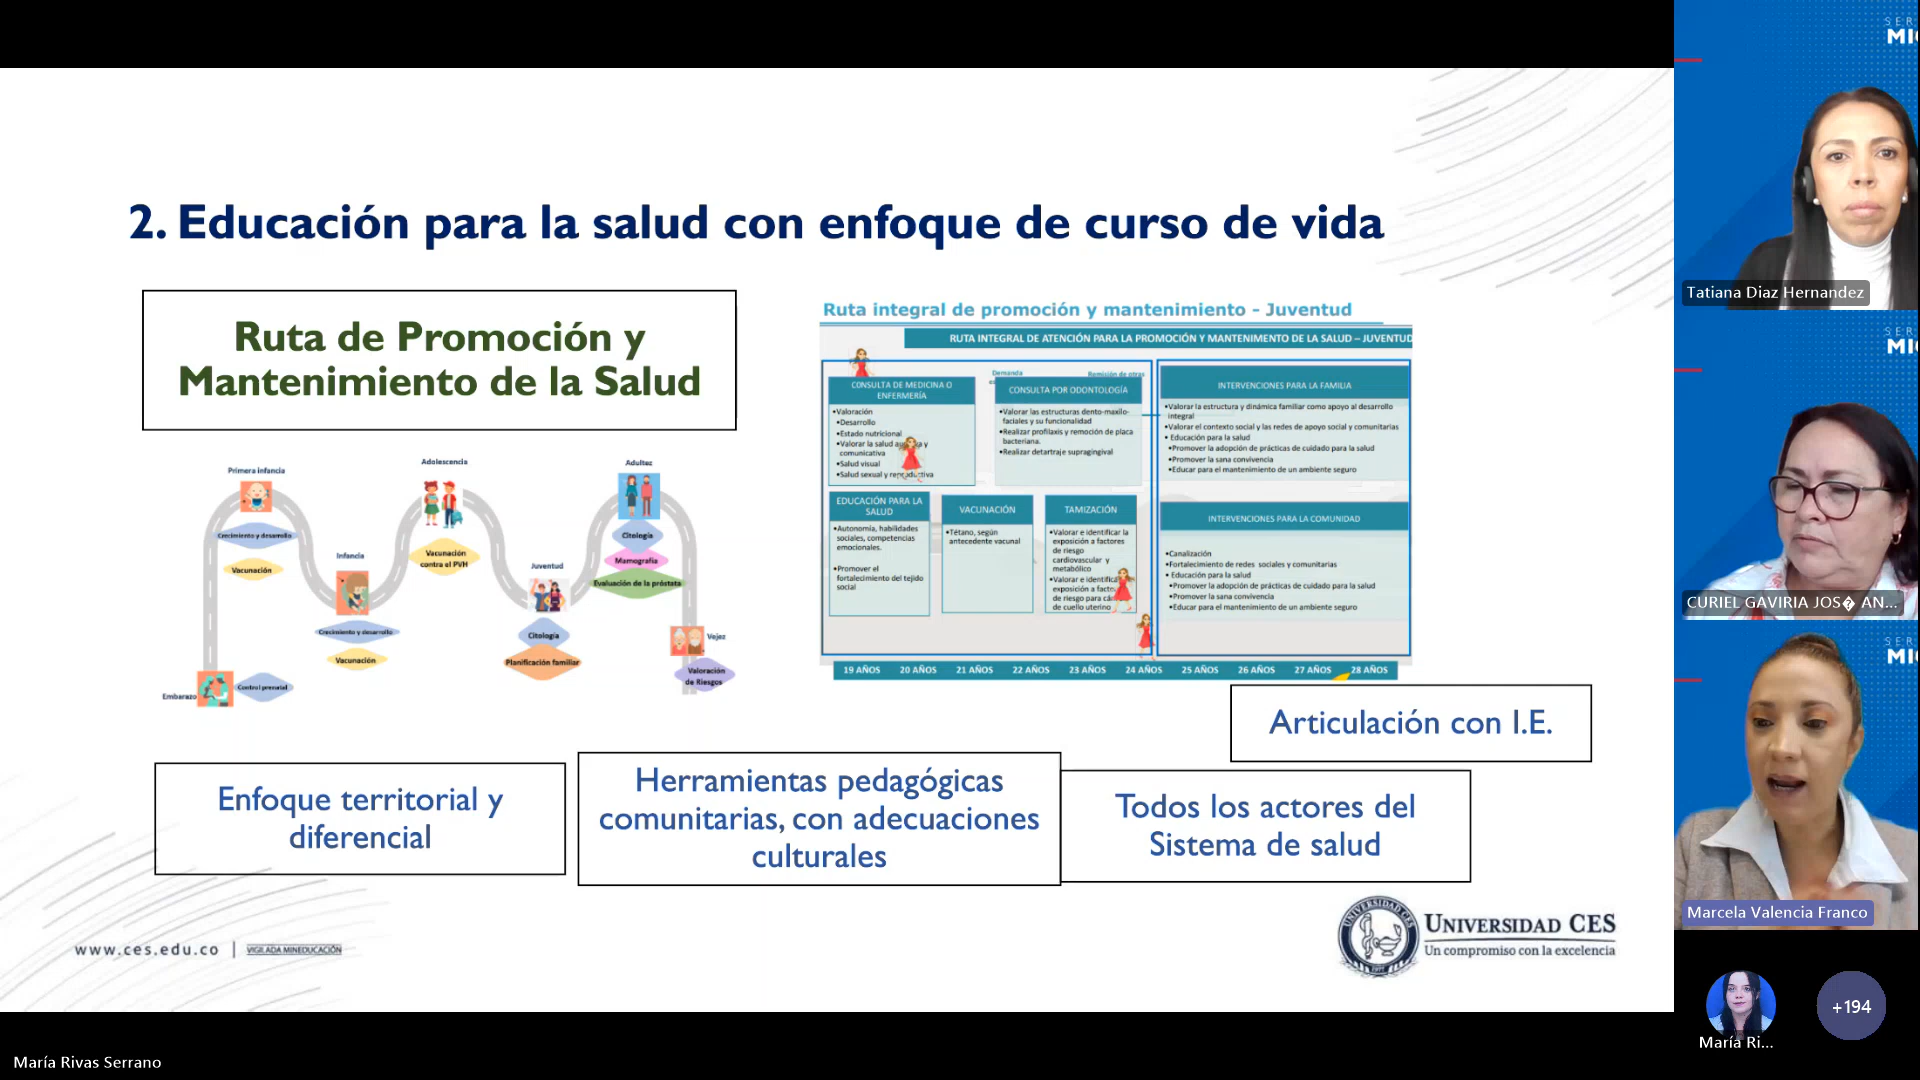 2. Educación para la salud con enfoque de curso de vida
Ruta de Promoción y
Mantenimiento de la Salud
Primera infancia
Crecimiento y desarrollo
Vacunación
Infancia
Crecimiento y desarrollo
Vacunación
Adolescencia
Vacunación
contra el PVH
Juventud
Citología
Planificación familiar
Adultez
Citología
Mamografía
Evaluación de la próstata
Vejez
Valoración
de Riesgos
Embarazo
Control prenatal
Ruta integral de promoción y mantenimiento - Juventud
RUTA INTEGRAL DE ATENCIÓN PARA LA PROMOCIÓN Y MANTENIMIENTO DE LA SALUD – JUVENTUD
Demanda
Remisión de otras
CONSULTA DE MEDICINA O
ENFERMERÍA
•Valoración
•Desarrollo
•Estado nutricional
•Valorar la salud y
comunicativa
•Salud visual
•Salud sexual y reproductiva
CONSULTA POR ODONTOLOGÍA
•Valorar las estructuras dento-maxilo-
faciales y su funcionalidad
•Realizar profilaxis y remoción de placa
bacteriana.
•Realizar detartraje supragingival
EDUCACIÓN PARA LA
SALUD
•Autonomía, habilidades
sociales, competencias
emocionales.
•Promover el
fortalecimiento del tejido
social
VACUNACIÓN
•Tétano, según
antecedente vacunal
TAMIZACIÓN
•Valorar e identificar la
exposición a factores
de riesgo
cardiovascular y
metabólico
•Valorar e identificar
exposición a
de riesgo para
de cuello uterino
INTERVENCIONES PARA LA FAMILIA
•Valorar la estructura y dinámica familiar como apoyo al desarrollo
integral
•Valorar el contexto social y las redes de apoyo social y comunitarias
• Educación para la salud
•Promover la adopción de prácticas de cuidado para la salud
•Promover la sana convivencia
•Educar para el mantenimiento de un ambiente seguro
INTERVENCIONES PARA LA COMUNIDAD
•Canalización
•Fortalecimiento de redes sociales y comunitarias
• Educación para la salud
•Promover la adopción de prácticas de cuidado para la salud
•Promover la sana convivencia
•Educar para el mantenimiento de un ambiente seguro
19 AÑOS 20 AÑOS 21 AÑOS 22 AÑOS 23 AÑOS 24 AÑOS 25 AÑOS 26 AÑOS 27 AÑOS 28 AÑOS
Articulación con I.E.
Enfoque territorial y
diferencial
Herramientas pedagógicas
comunitarias, con adecuaciones
culturales
Todos los actores del
Sistema de salud
www.ces.edu.co | VIGILADA MINEDUCACIÓN
UNIVERSIDAD CES
Un compromiso con la excelencia
UNIVERSIDAD CES
1977
María Rivas Serrano
SER
MI
Tatiana Diaz Hernandez
SER
MI
CURIEL GAVIRIA JOS� AN...
SER
MI
Marcela Valencia Franco
María Ri...
+194